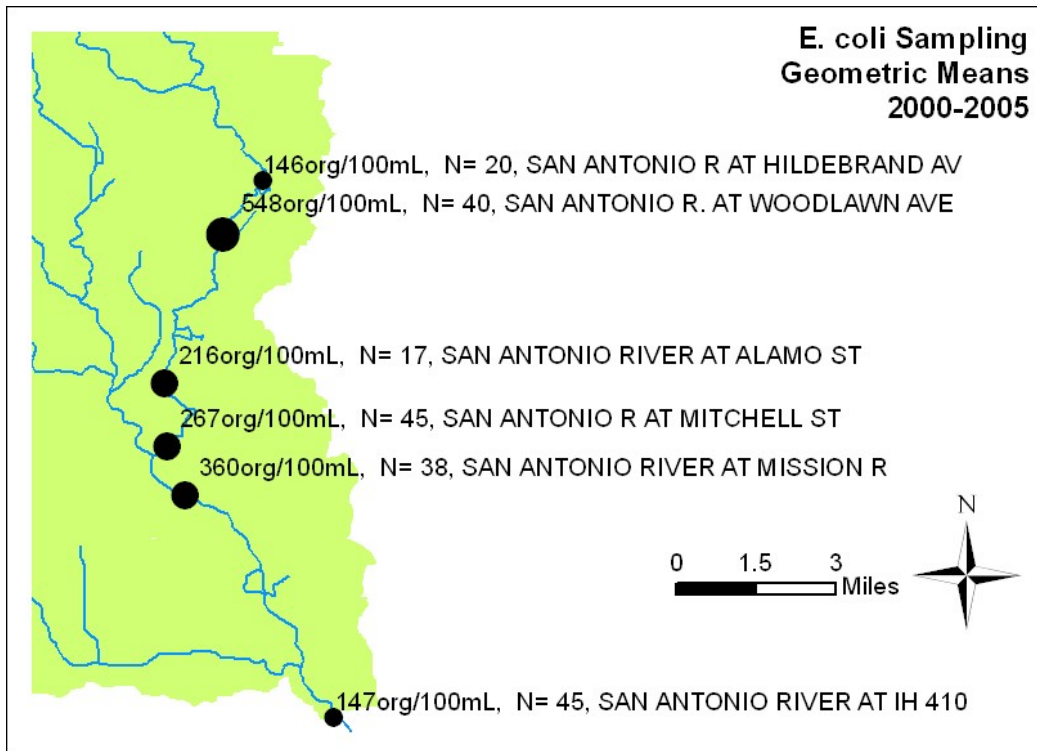 E. coli Sampling
Geometric Means
2000-2005
146org/100mL, N= 20, SAN ANTONIO R AT HILDEBRAND AV
548org/100mL, N= 40, SAN ANTONIO R. AT WOODLAWN AVE
216org/100mL, N= 17, SAN ANTONIO RIVER AT ALAMO ST
267org/100mL, N= 45, SAN ANTONIO R AT MITCHELL ST
360org/100mL, N= 38, SAN ANTONIO RIVER AT MISSION R
N
0 1.5 3
Miles
147org/100mL, N= 45, SAN ANTONIO RIVER AT IH 410